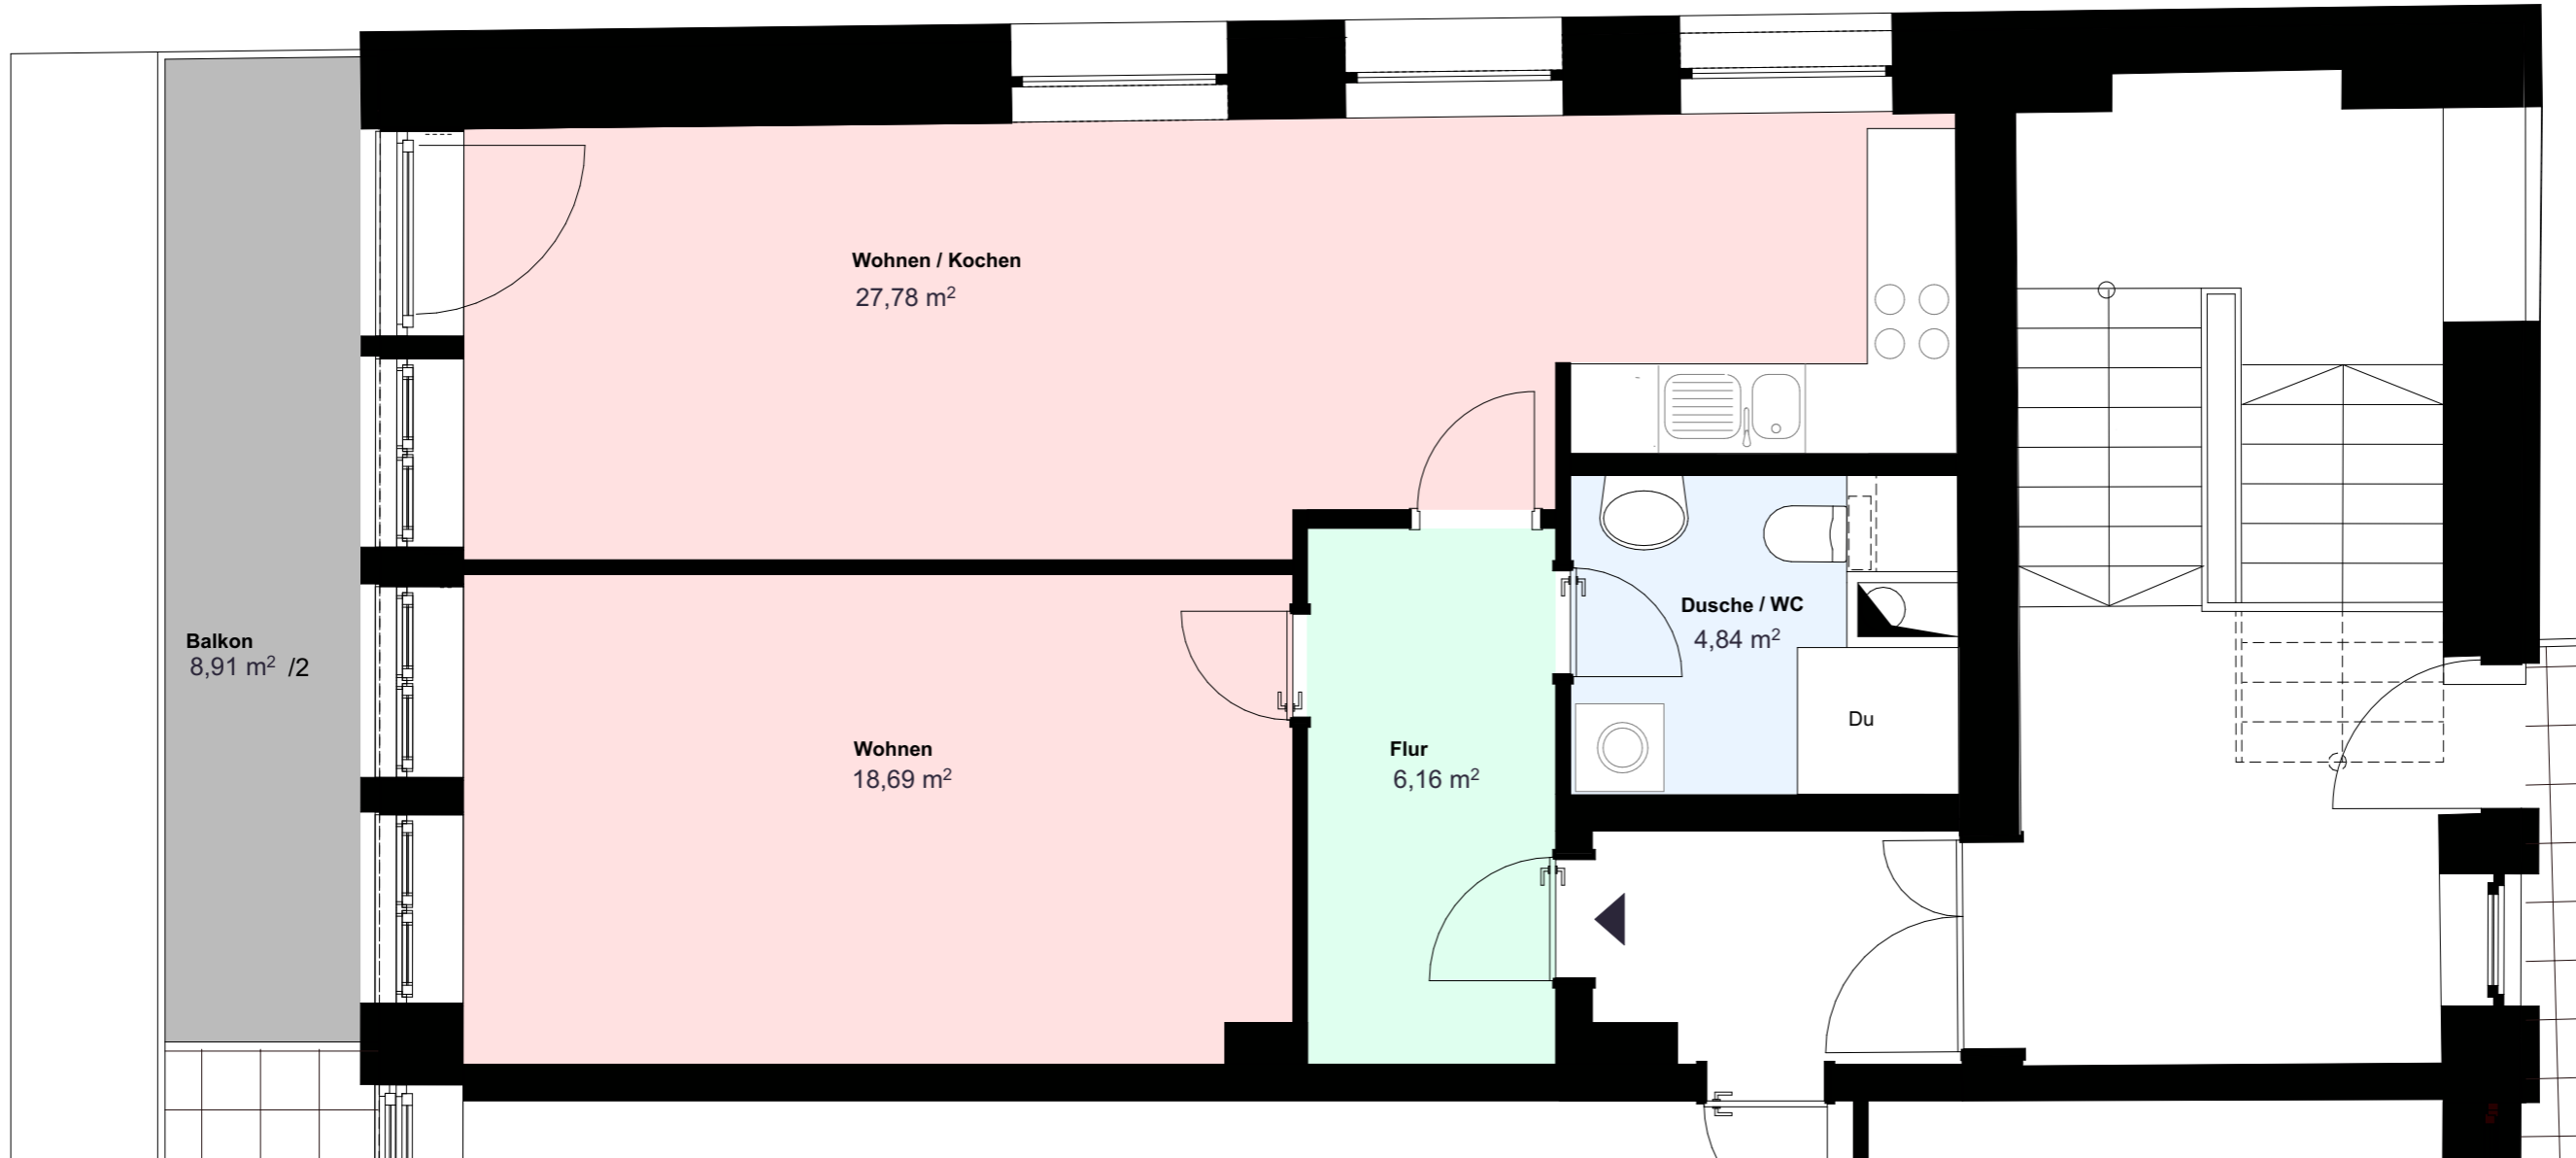 Wohnen / Kochen
27,78 m²
Balkon
8,91 m² /2
Dusche / WC
4,84 m²
Du
Wohnen
18,69 m²
Flur
6,16 m²